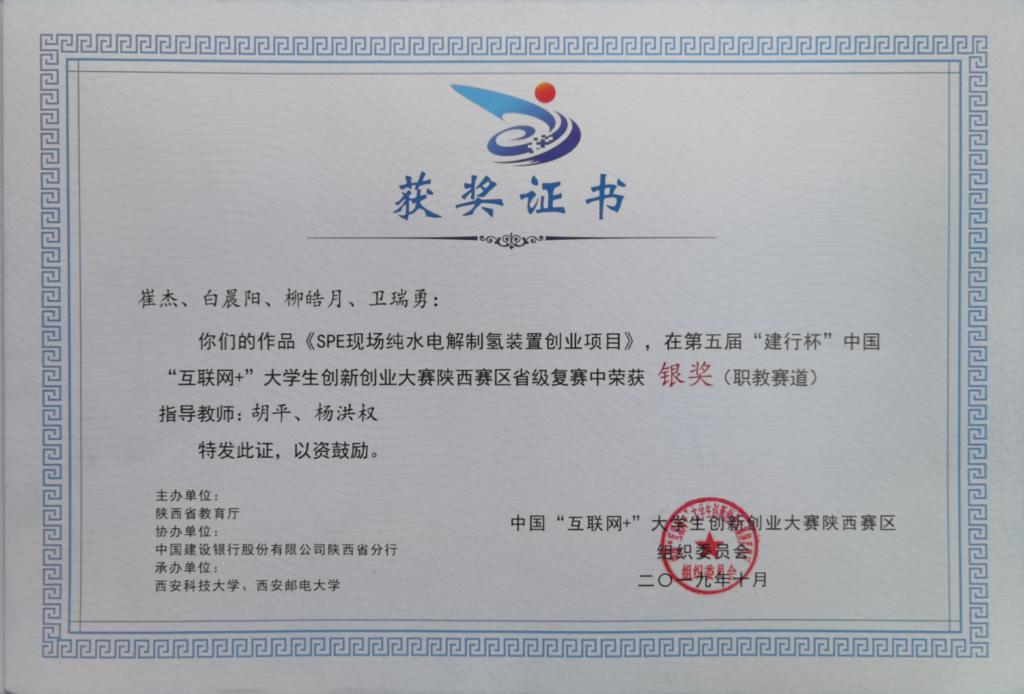 获奖证书
崔杰、白晨阳、柳皓月、卫瑞勇：
你们的作品《SPE现场纯水电解制氢装置创业项目》，在第五届“建行杯”中国
“互联网+”大学生创新创业大赛陕西赛区省级复赛中荣获 银奖（职教赛道）
指导教师：胡平、杨洪权
特发此证，以资鼓励。
主办单位：
陕西省教育厅
协办单位：
中国建设银行股份有限公司陕西省分行
承办单位：
西安科技大学、西安邮电大学
中国“互联网+”大学生创新创业大赛陕西赛区
组织委员会
二〇一九年十月
组织委员会